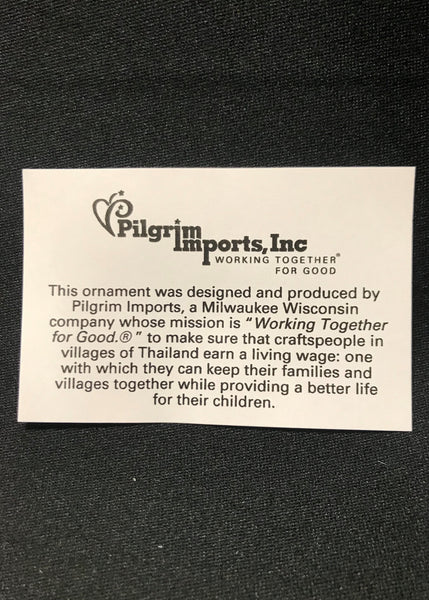 Pilgrim
Imports, Inc
WORKING TOGETHER®
FOR GOOD
This ornament was designed and produced by
Pilgrim Imports, a Milwaukee Wisconsin
company whose mission is "Working Together
for Good.®" to make sure that craftspeople in
villages of Thailand earn a living wage: one
with which they can keep their families and
villages together while providing a better life
for their children.